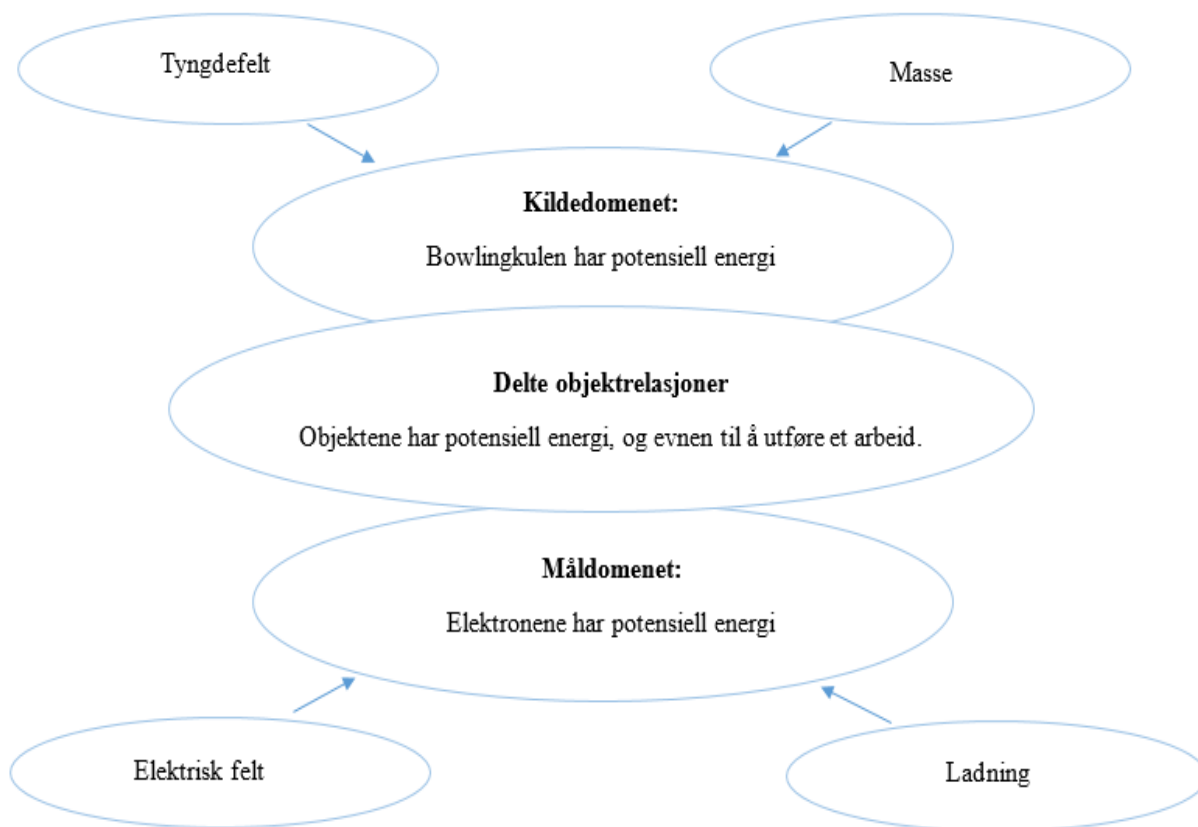 Tyngdefelt
Masse
Kildedomenet:
Bowlingkulen har potensiell energi
Delte objektrelasjoner
Objektene har potensiell energi, og evnen til å utføre et arbeid.
Måldomenet:
Elektronene har potensiell energi
Elektrisk felt
Ladning